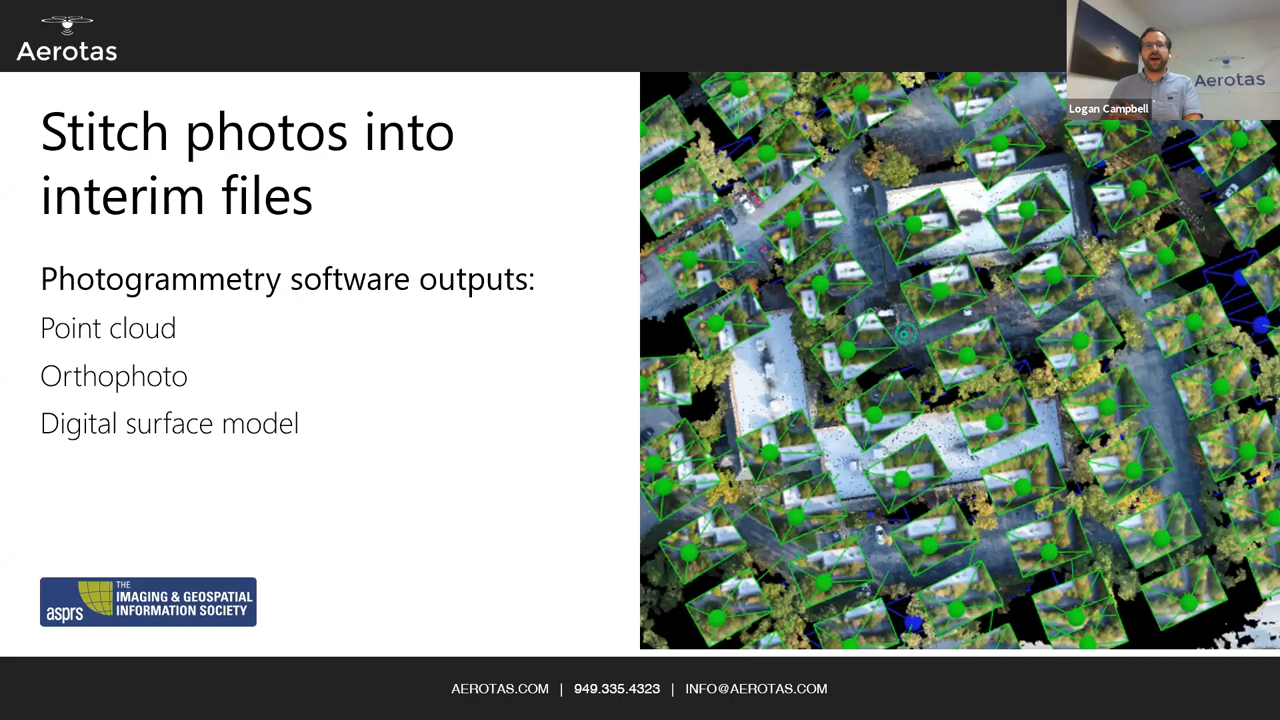 Aerotas
Aerotas
Logan Campbell
Stitch photos into
interim files
Photogrammetry software outputs:
Point cloud
Orthophoto
Digital surface model
asprs
THE
IMAGING & GEOSPATIAL
INFORMATION SOCIETY
AEROTAS.COM | 949.335.4323 | INFO@AEROTAS.COM